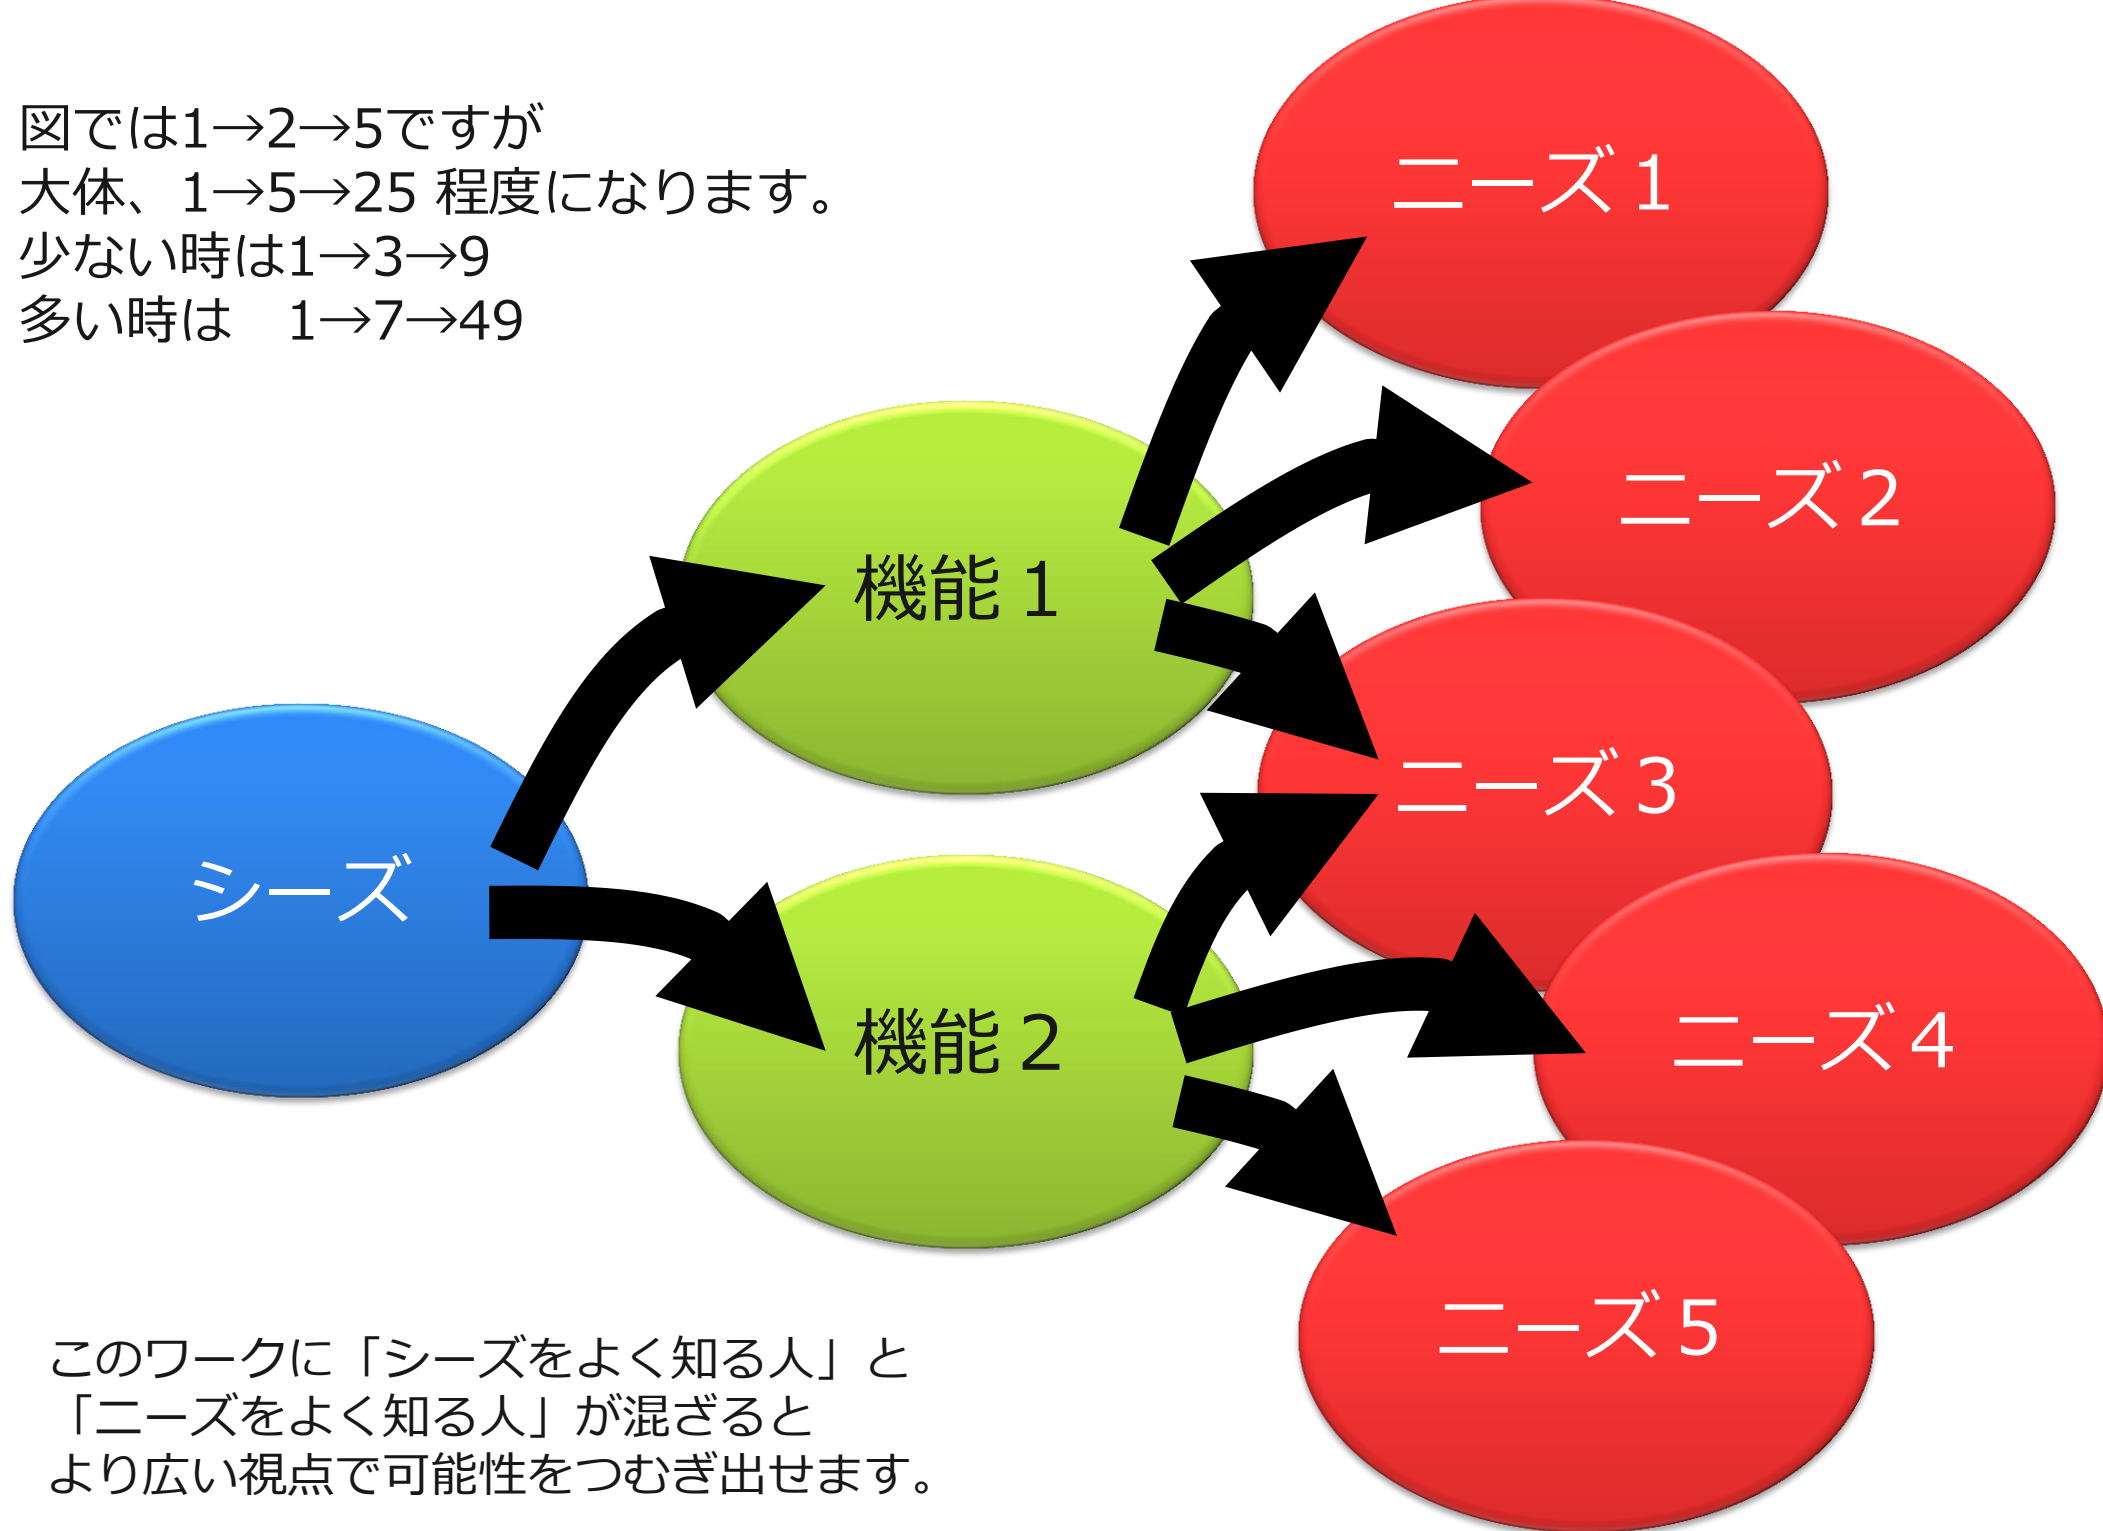 図では1→2→5ですが
大体、1→5→25 程度になります。
少ない時は1→3→9
多い時は　1→7→49
ニーズ１
ニーズ２
機能１
ニーズ３
シーズ
機能２
ニーズ４
ニーズ５
このワークに「シーズをよく知る人」と
「ニーズをよく知る人」が混ざると
より広い視点で可能性をつむぎ出せます。